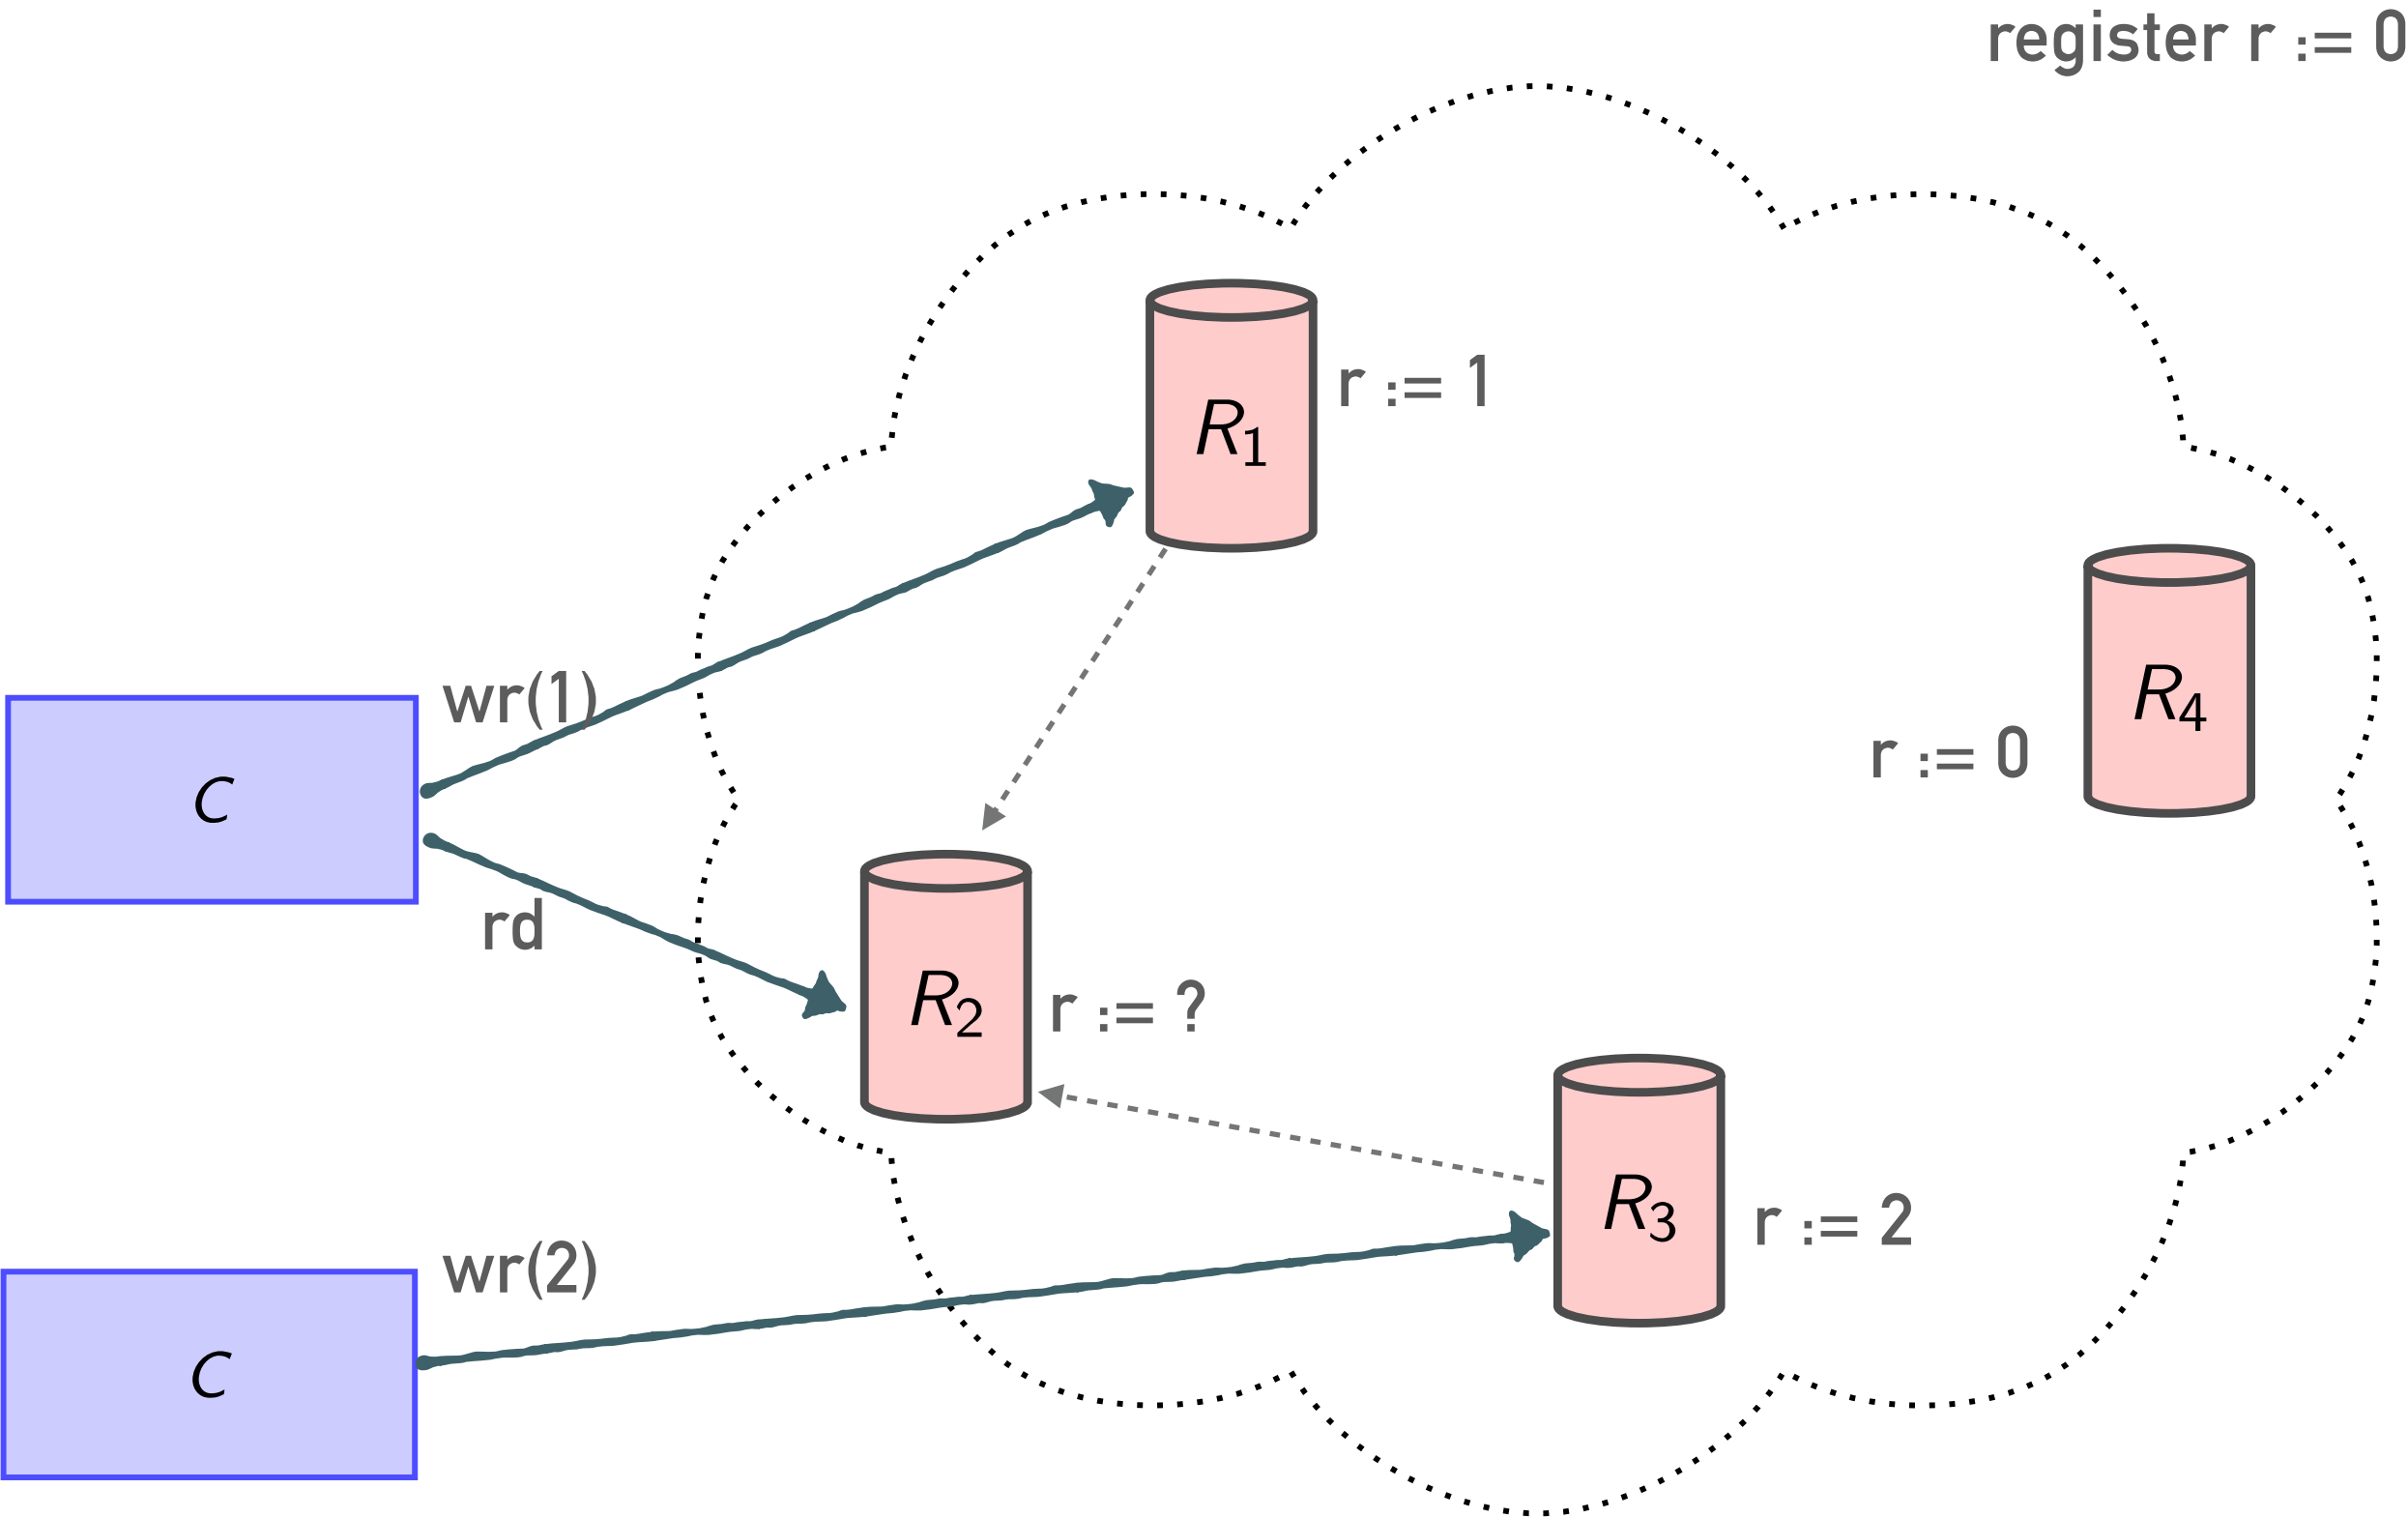 register r := 0
r := 1
R1
wr(1)
R4
r := 0
C
rd
R2
r := ?
R3
r := 2
wr(2)
C